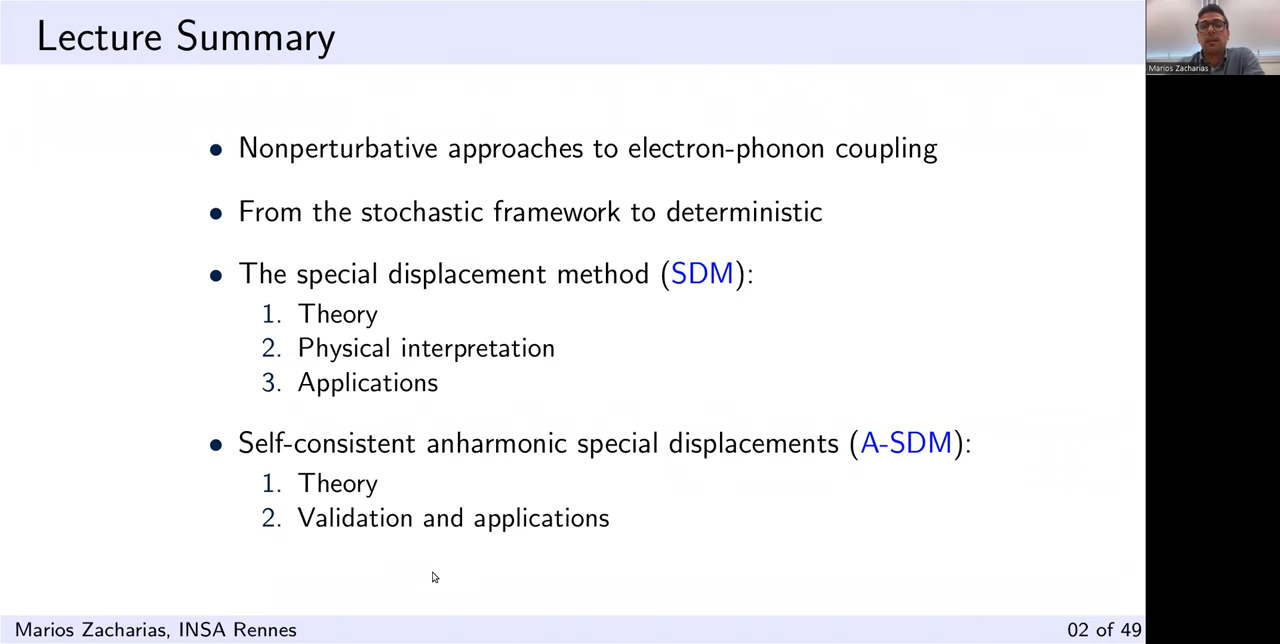 Lecture Summary
Marios Zacharias
• Nonperturbative approaches to electron-phonon coupling
• From the stochastic framework to deterministic
• The special displacement method (SDM):
1. Theory
2. Physical interpretation
3. Applications
• Self-consistent anharmonic special displacements (A-SDM):
1. Theory
2. Validation and applications
Marios Zacharias, INSA Rennes
02 of 49